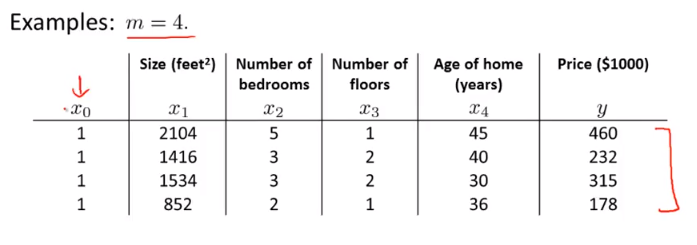 Examples: m = 4.
Size (feet²) Number of bedrooms Number of floors Age of home (years) Price ($1000)
x₀ x₁ x₂ x₃ x₄ y
1 2104 5 1 45 460
1 1416 3 2 40 232
1 1534 3 2 30 315
1 852 2 1 36 178